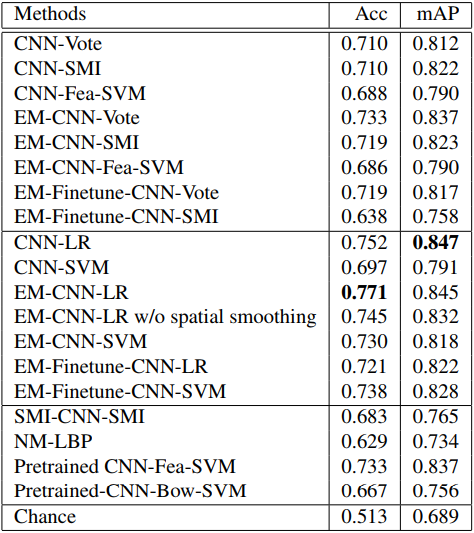 Methods Acc mAP
CNN-Vote 0.710 0.812
CNN-SMI 0.710 0.822
CNN-Fea-SVM 0.688 0.790
EM-CNN-Vote 0.733 0.837
EM-CNN-SMI 0.719 0.823
EM-CNN-Fea-SVM 0.686 0.790
EM-Finetune-CNN-Vote 0.719 0.817
EM-Finetune-CNN-SMI 0.638 0.758
CNN-LR 0.752 0.847
CNN-SVM 0.697 0.791
EM-CNN-LR 0.771 0.845
EM-CNN-LR w/o spatial smoothing 0.745 0.832
EM-CNN-SVM 0.730 0.818
EM-Finetune-CNN-LR 0.721 0.822
EM-Finetune-CNN-SVM 0.738 0.828
SMI-CNN-SMI 0.683 0.765
NM-LBP 0.629 0.734
Pretrained CNN-Fea-SVM 0.733 0.837
Pretrained-CNN-Bow-SVM 0.667 0.756
Chance 0.513 0.689